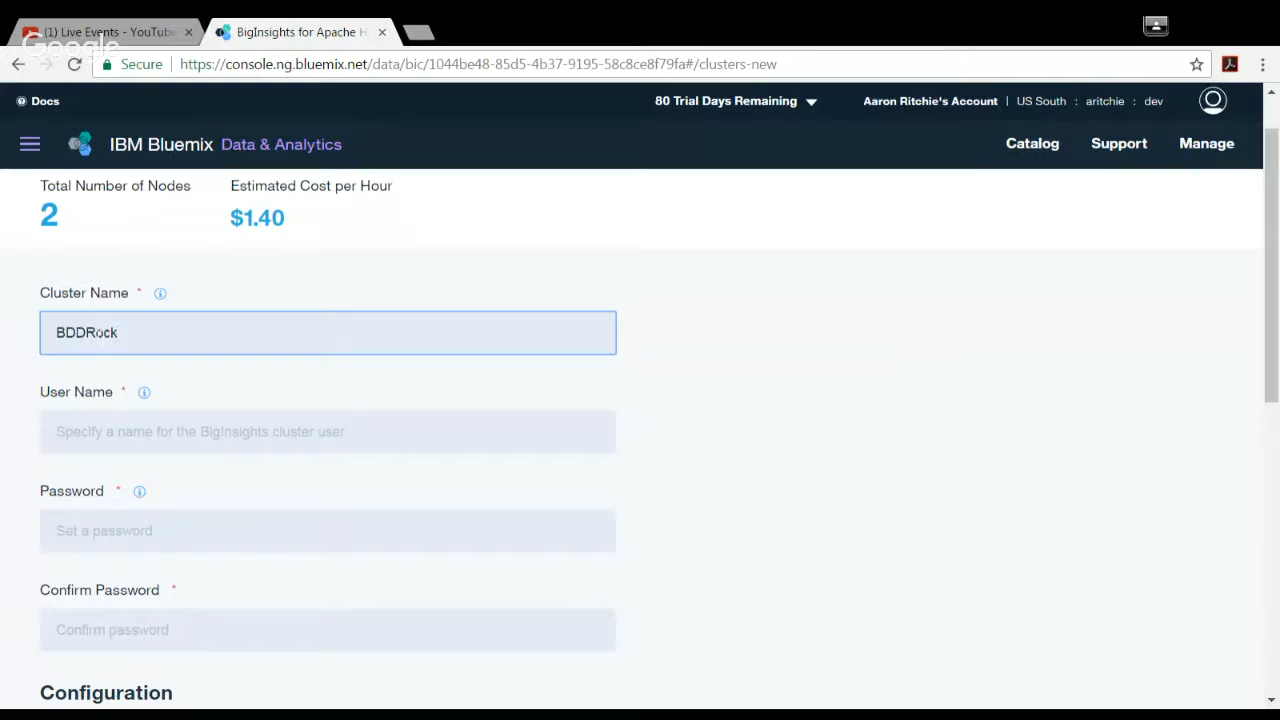 (1) Live Events - YouTube
BigInsights for Apache H
Google
Secure
https://console.ng.bluemix.net/data/bic/1044be48-85d5-4b37-9195-58c8ce8f79fa#/clusters-new
Docs
80 Trial Days Remaining
Aaron Ritchie's Account | US South : aritchie : dev
IBM Bluemix Data & Analytics
Catalog Support Manage
Total Number of Nodes Estimated Cost per Hour
2 $1.40
Cluster Name *
BDDRock
User Name *
Specify a name for the BigInsights cluster user
Password *
Set a password
Confirm Password *
Confirm password
Configuration